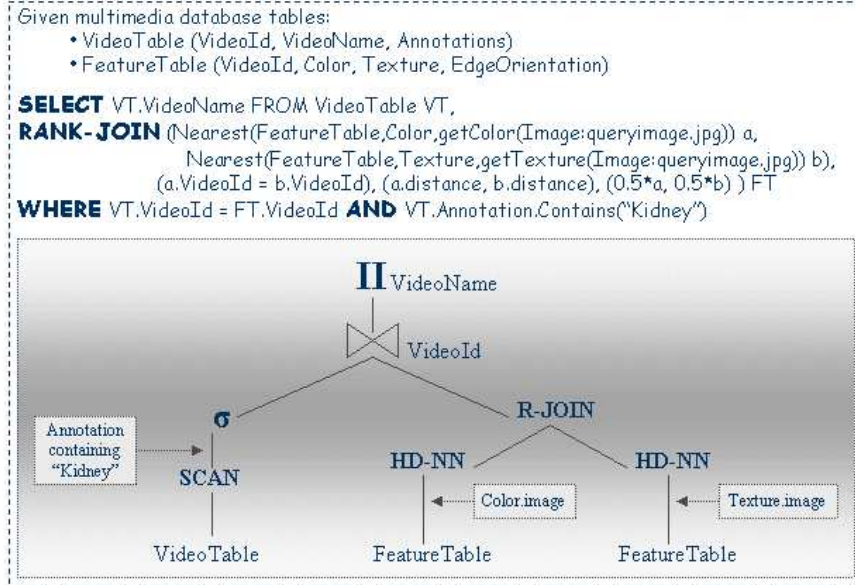 Given multimedia database tables:
• VideoTable (VideoId, VideoName, Annotations)
• FeatureTable (VideoId, Color, Texture, EdgeOrientation)
SELECT VT.VideoName FROM VideoTable VT,
RANK-JOIN (Nearest(FeatureTable,Color,getColor(Image:queryimage.jpg)) a,
Nearest(FeatureTable,Texture,getTexture(Image:queryimage.jpg)) b),
(a.VideoId = b.VideoId), (a.distance, b.distance), (0.5*a, 0.5*b) ) FT
WHERE VT.VideoId = FT.VideoId AND VT.Annotation.Contains("Kidney")
II VideoName
VideoId
σ
R-JOIN
Annotation
containing
"Kidney"
SCAN
HD-NN
HD-NN
Color.image
Texture.image
VideoTable
FeatureTable
FeatureTable